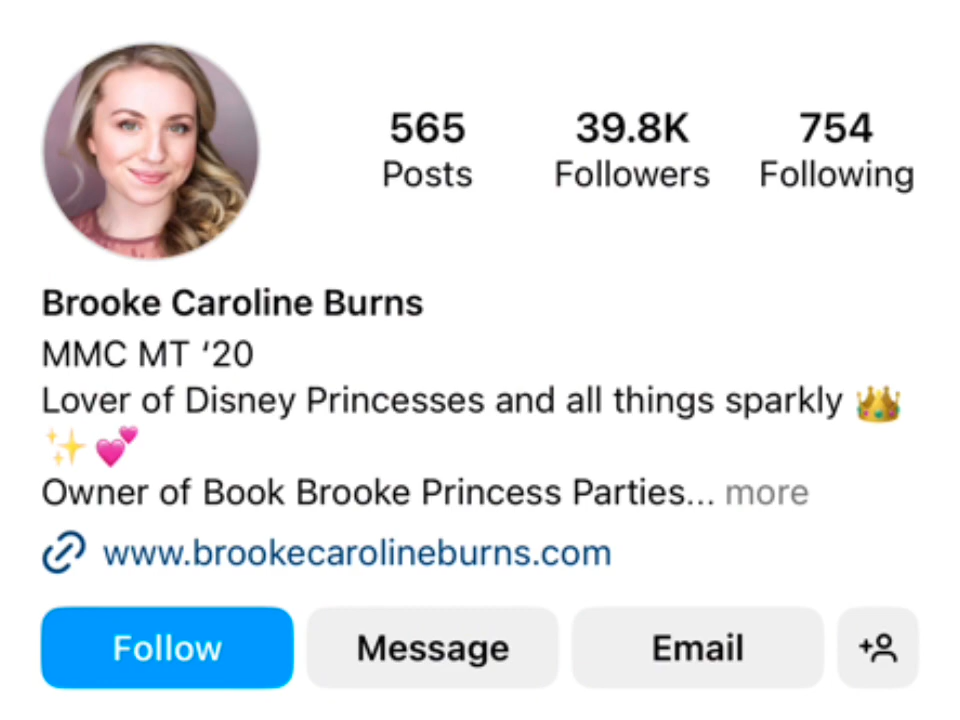 565 39.8K 754
Posts Followers Following
Brooke Caroline Burns
MMC MT ‘20
Lover of Disney Princesses and all things sparkly 👑
✨💕
Owner of Book Brooke Princess Parties... more
www.brookecarolineburns.com
Follow Message Email